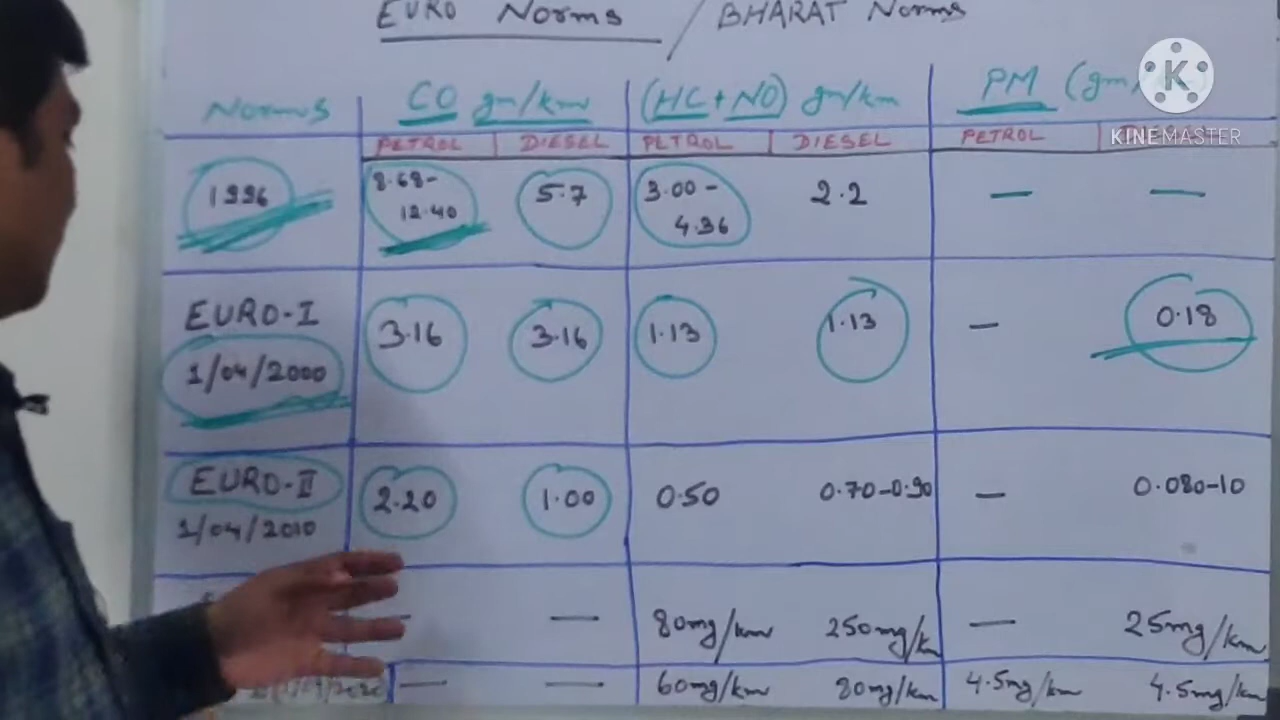 EURO Norms / BHARAT Norms
Norms CO gm/km (HC+NO) gm/km PM (gm
PETROL DIESEL PETROL DIESEL PETROL
K
KINEMASTER
1996 8.68- 12.40 5.7 3.00- 4.36 2.2 — —
EURO-I
1/04/2000 3.16 3.16 1.13 1.13 — 0.18
EURO-II
1/04/2010 2.20 1.00 0.50 0.70-0.90 — 0.080-10
— — 80mg/km 250mg/k — 25mg/km
— — 60mg/km 80mg/km 4.5mg/km 4.5mg/km